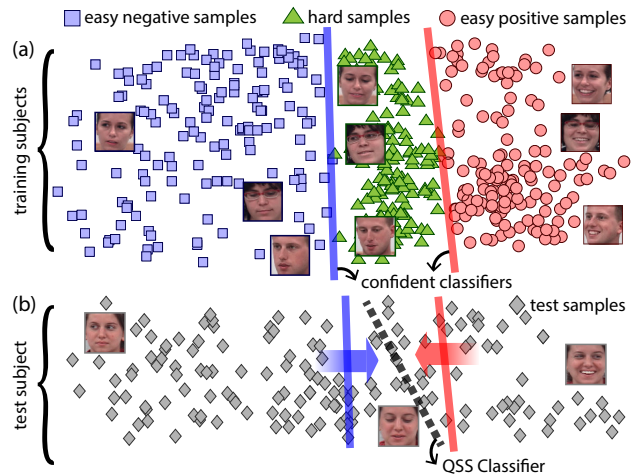 easy negative samples
hard samples
easy positive samples
(a)
training subjects
confident classifiers
(b)
test samples
test subject
QSS Classifier